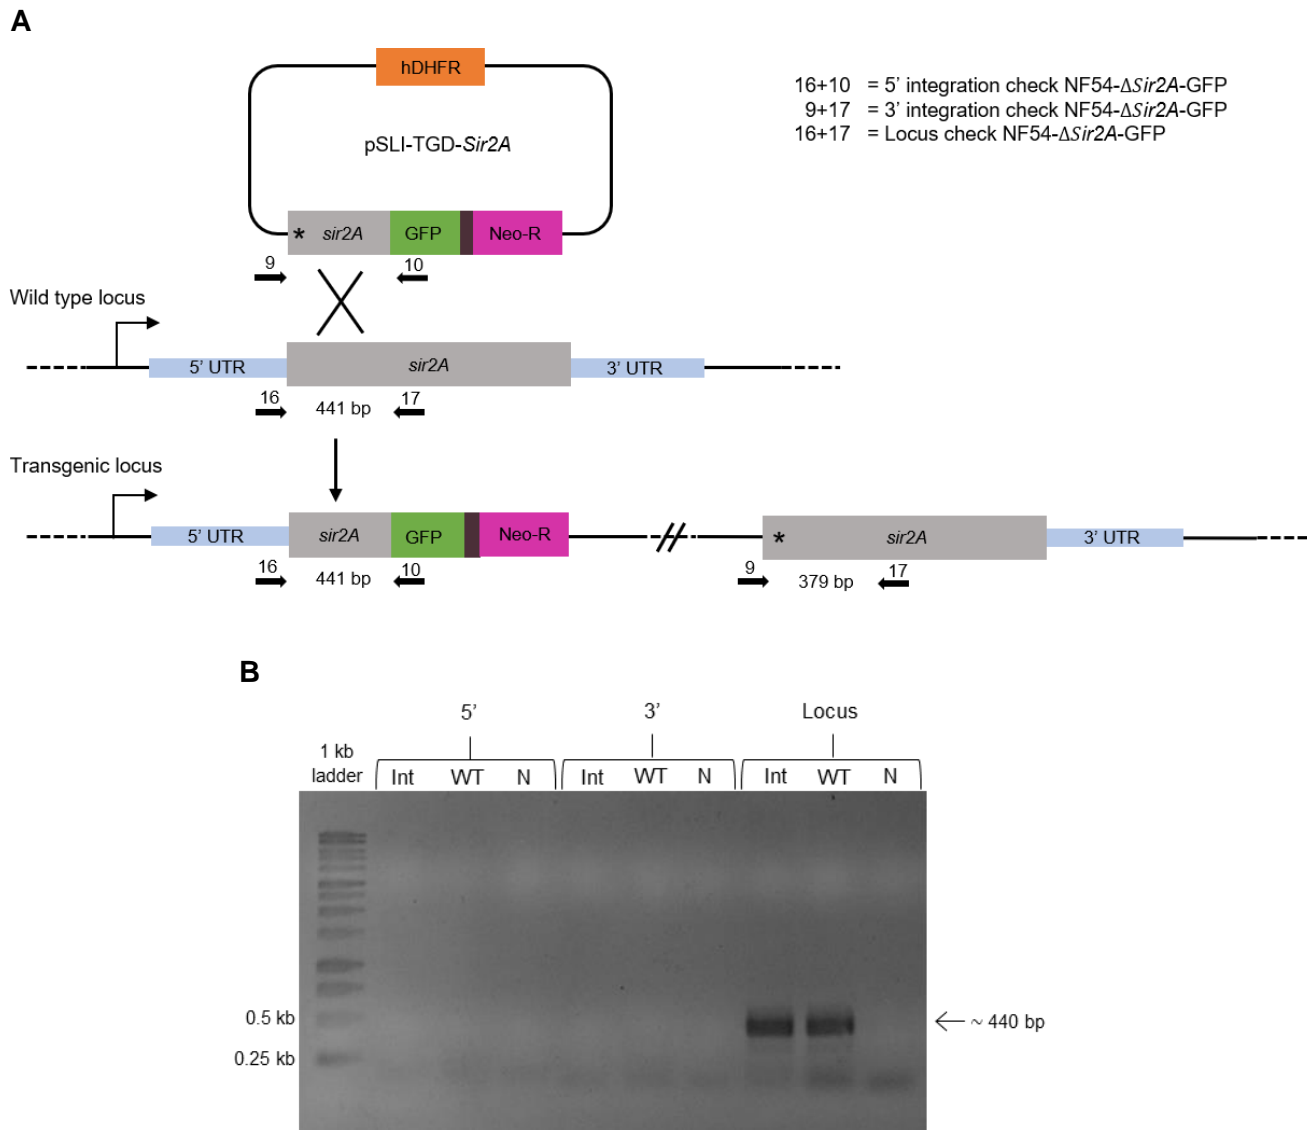 A
hDHFR
pSLI-TGD-Sir2A
* sir2A GFP Neo-R
9 10
16+10 = 5' integration check NF54-ΔSir2A-GFP
9+17 = 3' integration check NF54-ΔSir2A-GFP
16+17 = Locus check NF54-ΔSir2A-GFP
Wild type locus
5' UTR sir2A 3' UTR
16 441 bp 17
Transgenic locus
5' UTR sir2A GFP Neo-R // * sir2A 3' UTR
16 441 bp 10 9 379 bp 17
B
5' 3' Locus
1 kb
ladder Int WT N Int WT N Int WT N
0.5 kb
~ 440 bp
0.25 kb